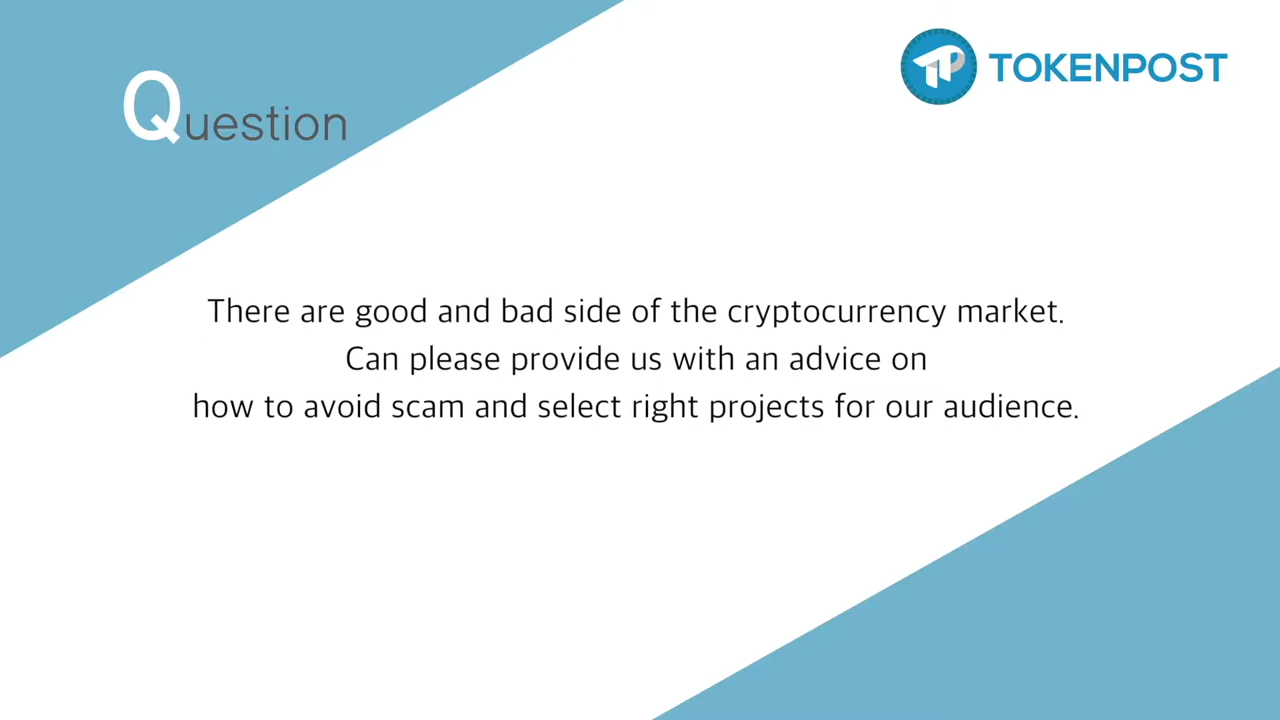 Question
TOKENPOST
There are good and bad side of the cryptocurrency market.
Can please provide us with an advice on
how to avoid scam and select right projects for our audience.